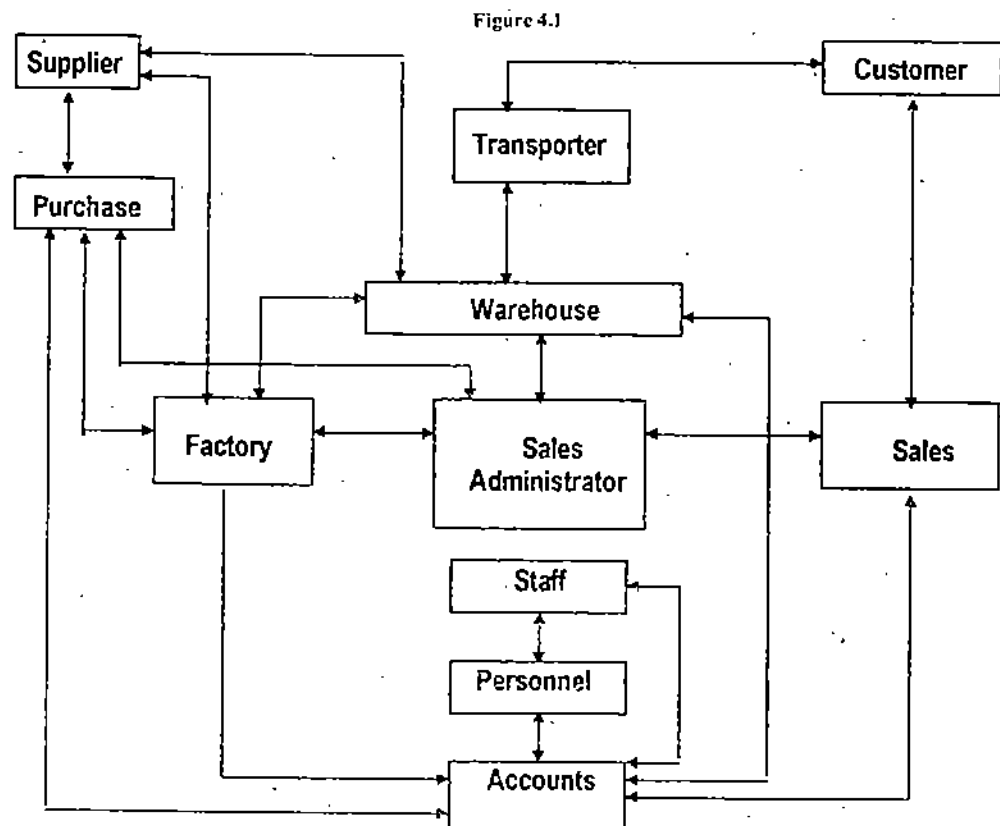 Figure 4.1
Supplier
Customer
Transporter
Purchase
Warehouse
Factory
Sales
Administrator
Sales
Staff
Personnel
Accounts